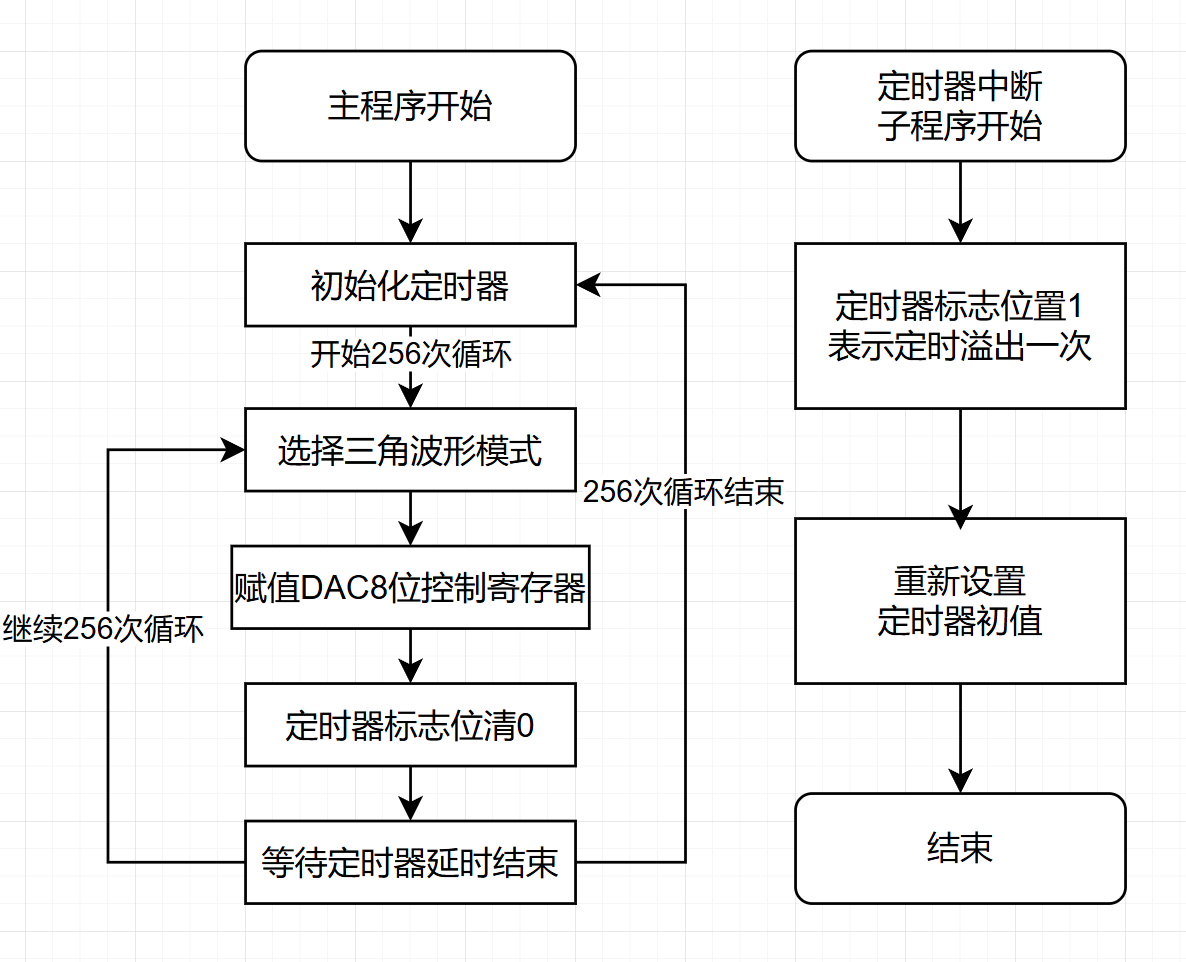 主程序开始
初始化定时器
开始256次循环
选择三角波形模式
256次循环结束
赋值DAC8位控制寄存器
继续256次循环
定时器标志位清0
等待定时器延时结束
定时器中断
子程序开始
定时器标志位置1
表示定时溢出一次
重新设置
定时器初值
结束